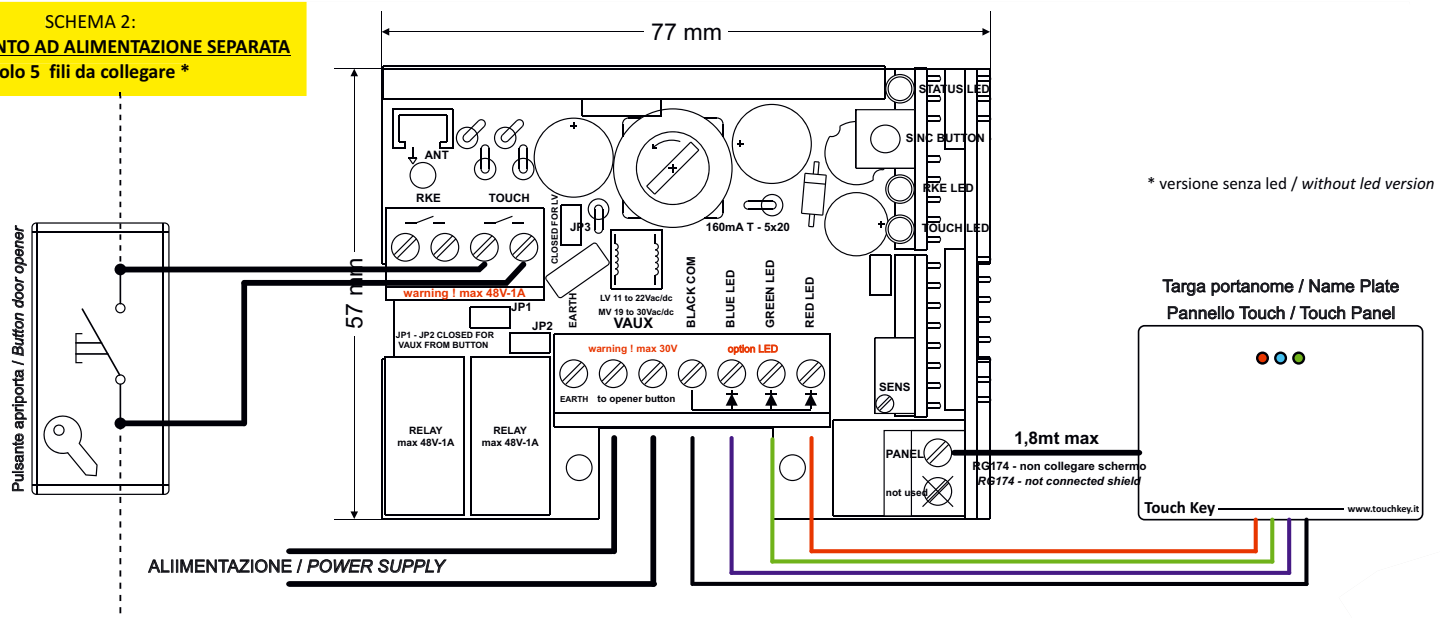 SCHEMA 2:
NTO AD ALIMENTAZIONE SEPARATA
olo 5 fili da collegare *
77 mm
57 mm
STATUS LED
SINC BUTTON
RKE LED
TOUCH LED
ANT
RKE
TOUCH
CLOSED FOR LV
JP3
160mA T - 5x20
warning ! max 48V-1A
JP1
JP2
JP1 - JP2 CLOSED FOR
VAUX FROM BUTTON
LV 11 to 22Vac/dc
MV 19 to 30Vac/dc
VAUX
EARTH
BLACK COM
BLUE LED
GREEN LED
RED LED
warning ! max 30V
option LED
EARTH
to opener button
RELAY
max 48V-1A
RELAY
max 48V-1A
SENS
PANEL
not used
Pulsante apriporta / Button door opener
ALIIMENTAZIONE / POWER SUPPLY
* versione senza led / without led version
Targa portanome / Name Plate
Pannello Touch / Touch Panel
1,8mt max
RG174 - non collegare schermo
RG174 - not connected shield
Touch Key
www.touchkey.it